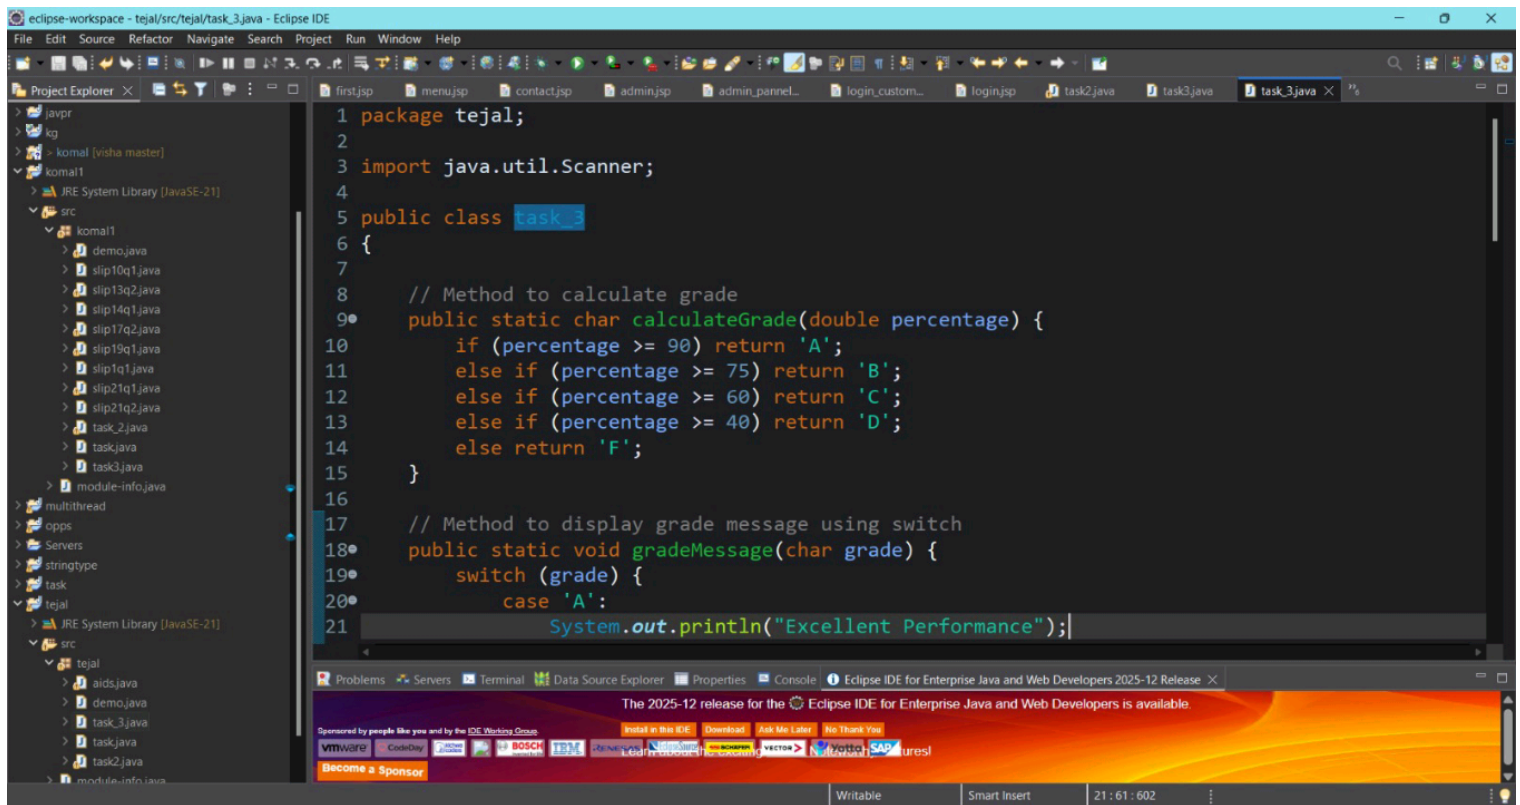 eclipse-workspace - tejal/src/tejal/task_3.java - Eclipse IDE
File Edit Source Refactor Navigate Search Project Run Window Help
Project Explorer
first.jsp menu.jsp contact.jsp admin.jsp admin_pannel... login_custom... login.jsp task2.java task3.java task_3.java
javpr
kg
> komal [visha master]
komal1
JRE System Library [JavaSE-21]
src
komal1
demo.java
slip10q1.java
slip13q2.java
slip14q1.java
slip17q2.java
slip19q1.java
slip1q1.java
slip21q1.java
slip21q2.java
task_2.java
task.java
task3.java
module-info.java
multithread
opps
Servers
stringtype
task
tejal
JRE System Library [JavaSE-21]
src
tejal
aids.java
demo.java
task_3.java
task.java
task2.java
module-info.java
1 package tejal;
2
3 import java.util.Scanner;
4
5 public class task_3
6 {
7
8 // Method to calculate grade
9 public static char calculateGrade(double percentage) {
10 if (percentage >= 90) return 'A';
11 else if (percentage >= 75) return 'B';
12 else if (percentage >= 60) return 'C';
13 else if (percentage >= 40) return 'D';
14 else return 'F';
15 }
16
17 // Method to display grade message using switch
18 public static void gradeMessage(char grade) {
19 switch (grade) {
20 case 'A':
21 System.out.println("Excellent Performance");
Problems Servers Terminal Data Source Explorer Properties Console Eclipse IDE for Enterprise Java and Web Developers 2025-12 Release
The 2025-12 release for the Eclipse IDE for Enterprise Java and Web Developers is available.
Sponsored by people like you and by the IDE Working Group.
Install in this IDE Download Ask Me Later No Thank You
vmware CodeDay BOSCH IBM VECTOR Yatta SAP
Become a Sponsor
Writable Smart Insert 21 : 61 : 602